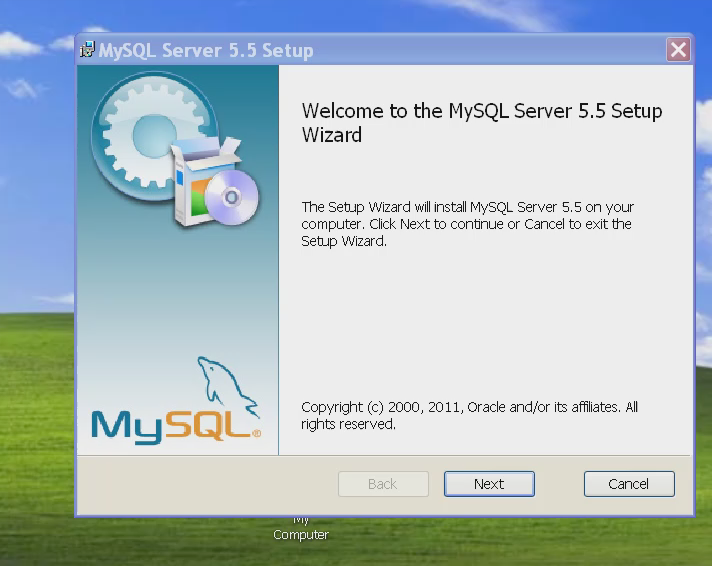 MySQL Server 5.5 Setup
Welcome to the MySQL Server 5.5 Setup
Wizard
The Setup Wizard will install MySQL Server 5.5 on your
computer. Click Next to continue or Cancel to exit the
Setup Wizard.
MySQL®
Copyright (c) 2000, 2011, Oracle and/or its affiliates. All
rights reserved.
Back
Next
Cancel
My
Computer